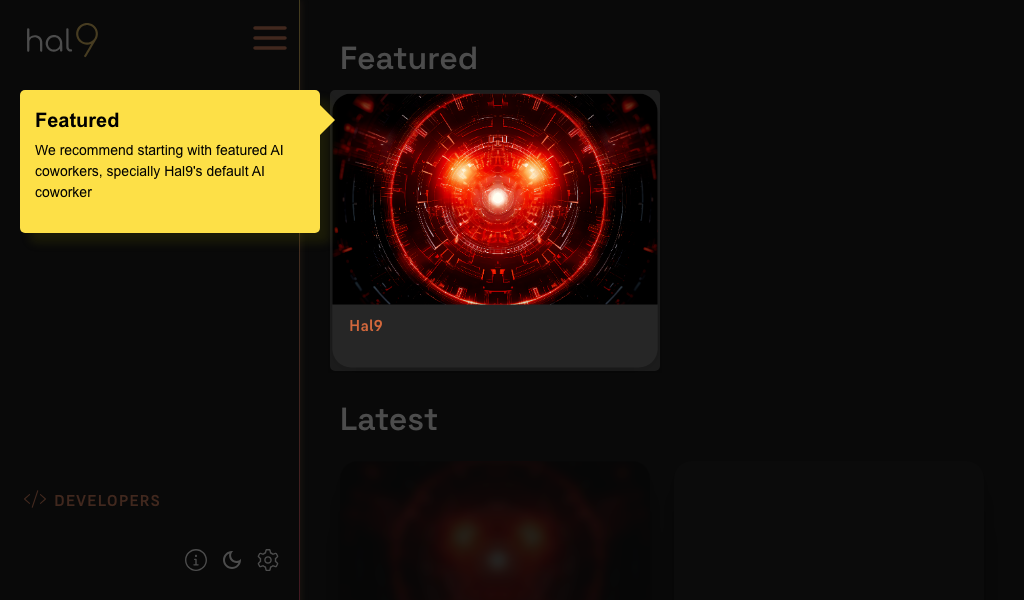 hal9
Featured
Featured
We recommend starting with featured AI
coworkers, specially Hal9's default AI
coworker
Hal9
Latest
</> DEVELOPERS